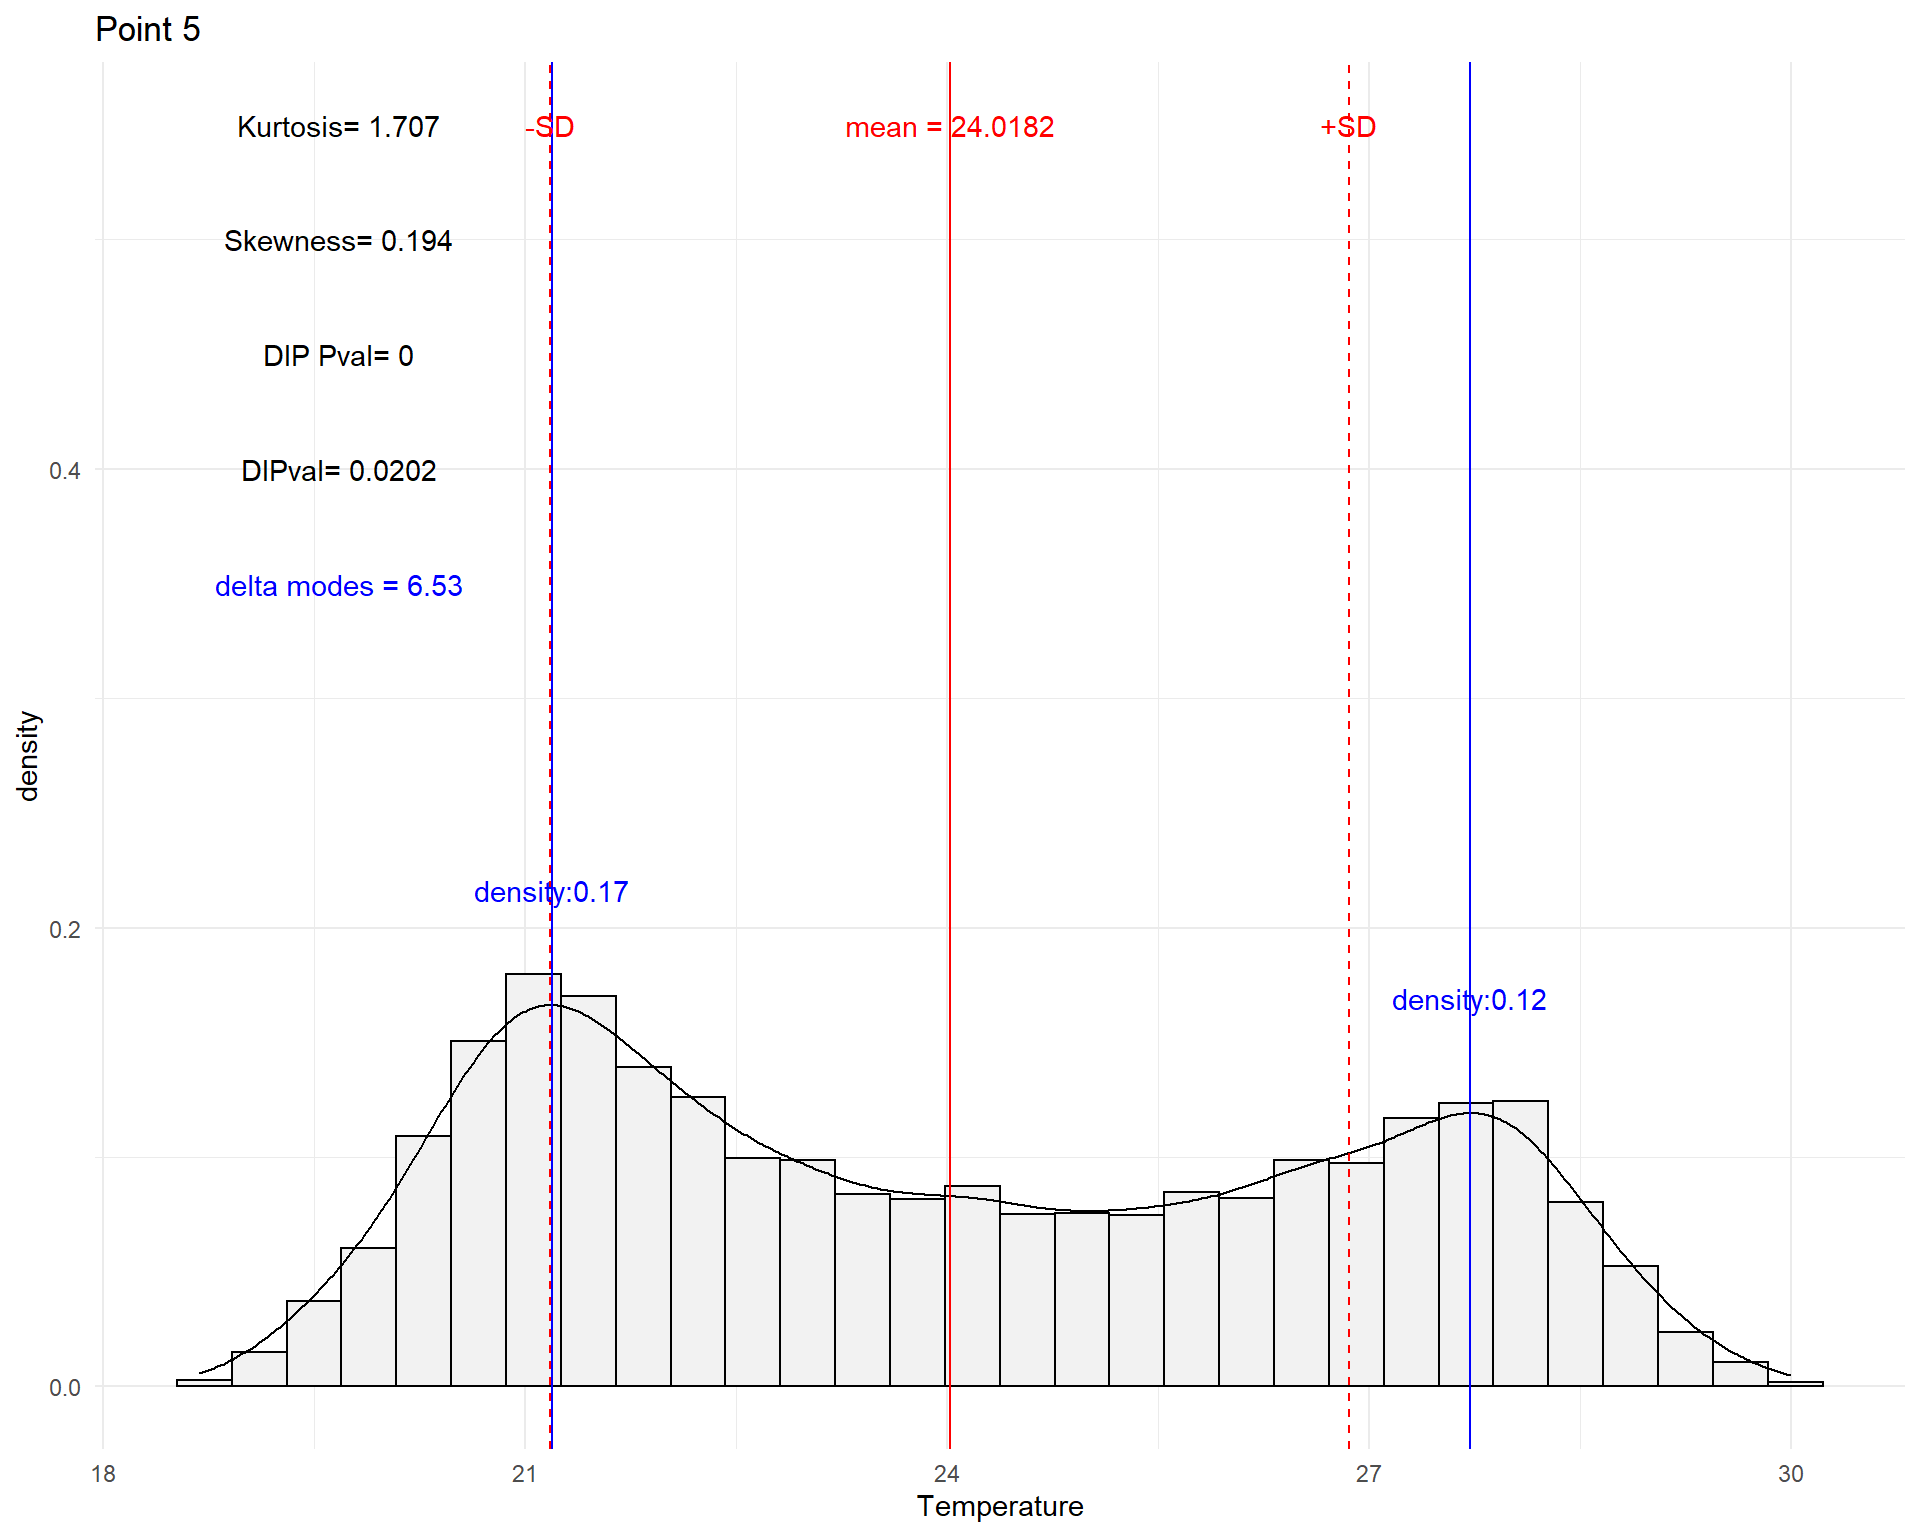 Point 5
Kurtosis= 1.707
-SD
mean = 24.0182
+SD
Skewness= 0.194
DIP Pval= 0
DIPval= 0.0202
delta modes = 6.53
density:0.17
density:0.12
density
0.4
0.2
0.0
18
21
24
27
30
Temperature